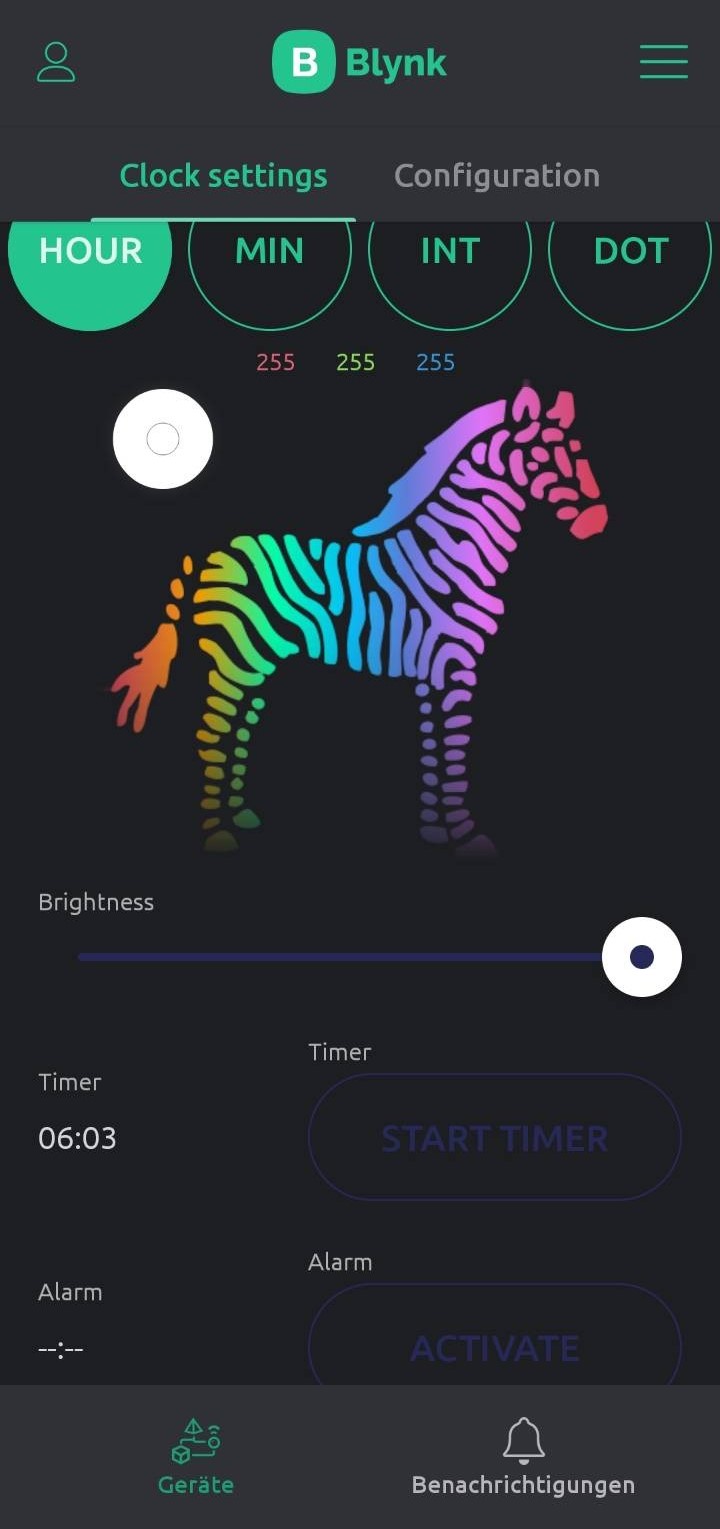 B Blynk
Clock settings Configuration
HOUR MIN INT DOT
255 255 255
Brightness
Timer
Timer
06:03
START TIMER
Alarm
Alarm
--:--
ACTIVATE
Geräte Benachrichtigungen